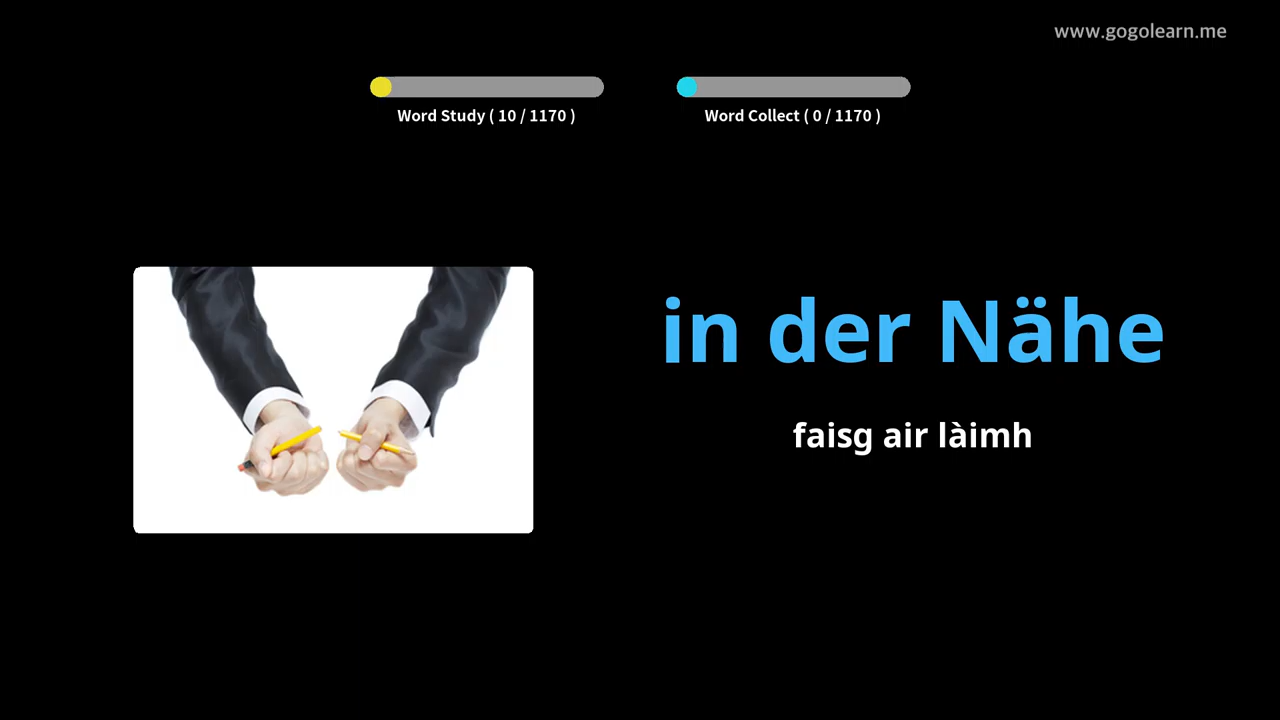 www.gogolearn.me
Word Study ( 10 / 1170 )
Word Collect ( 0 / 1170 )
in der Nähe
faisg air làimh